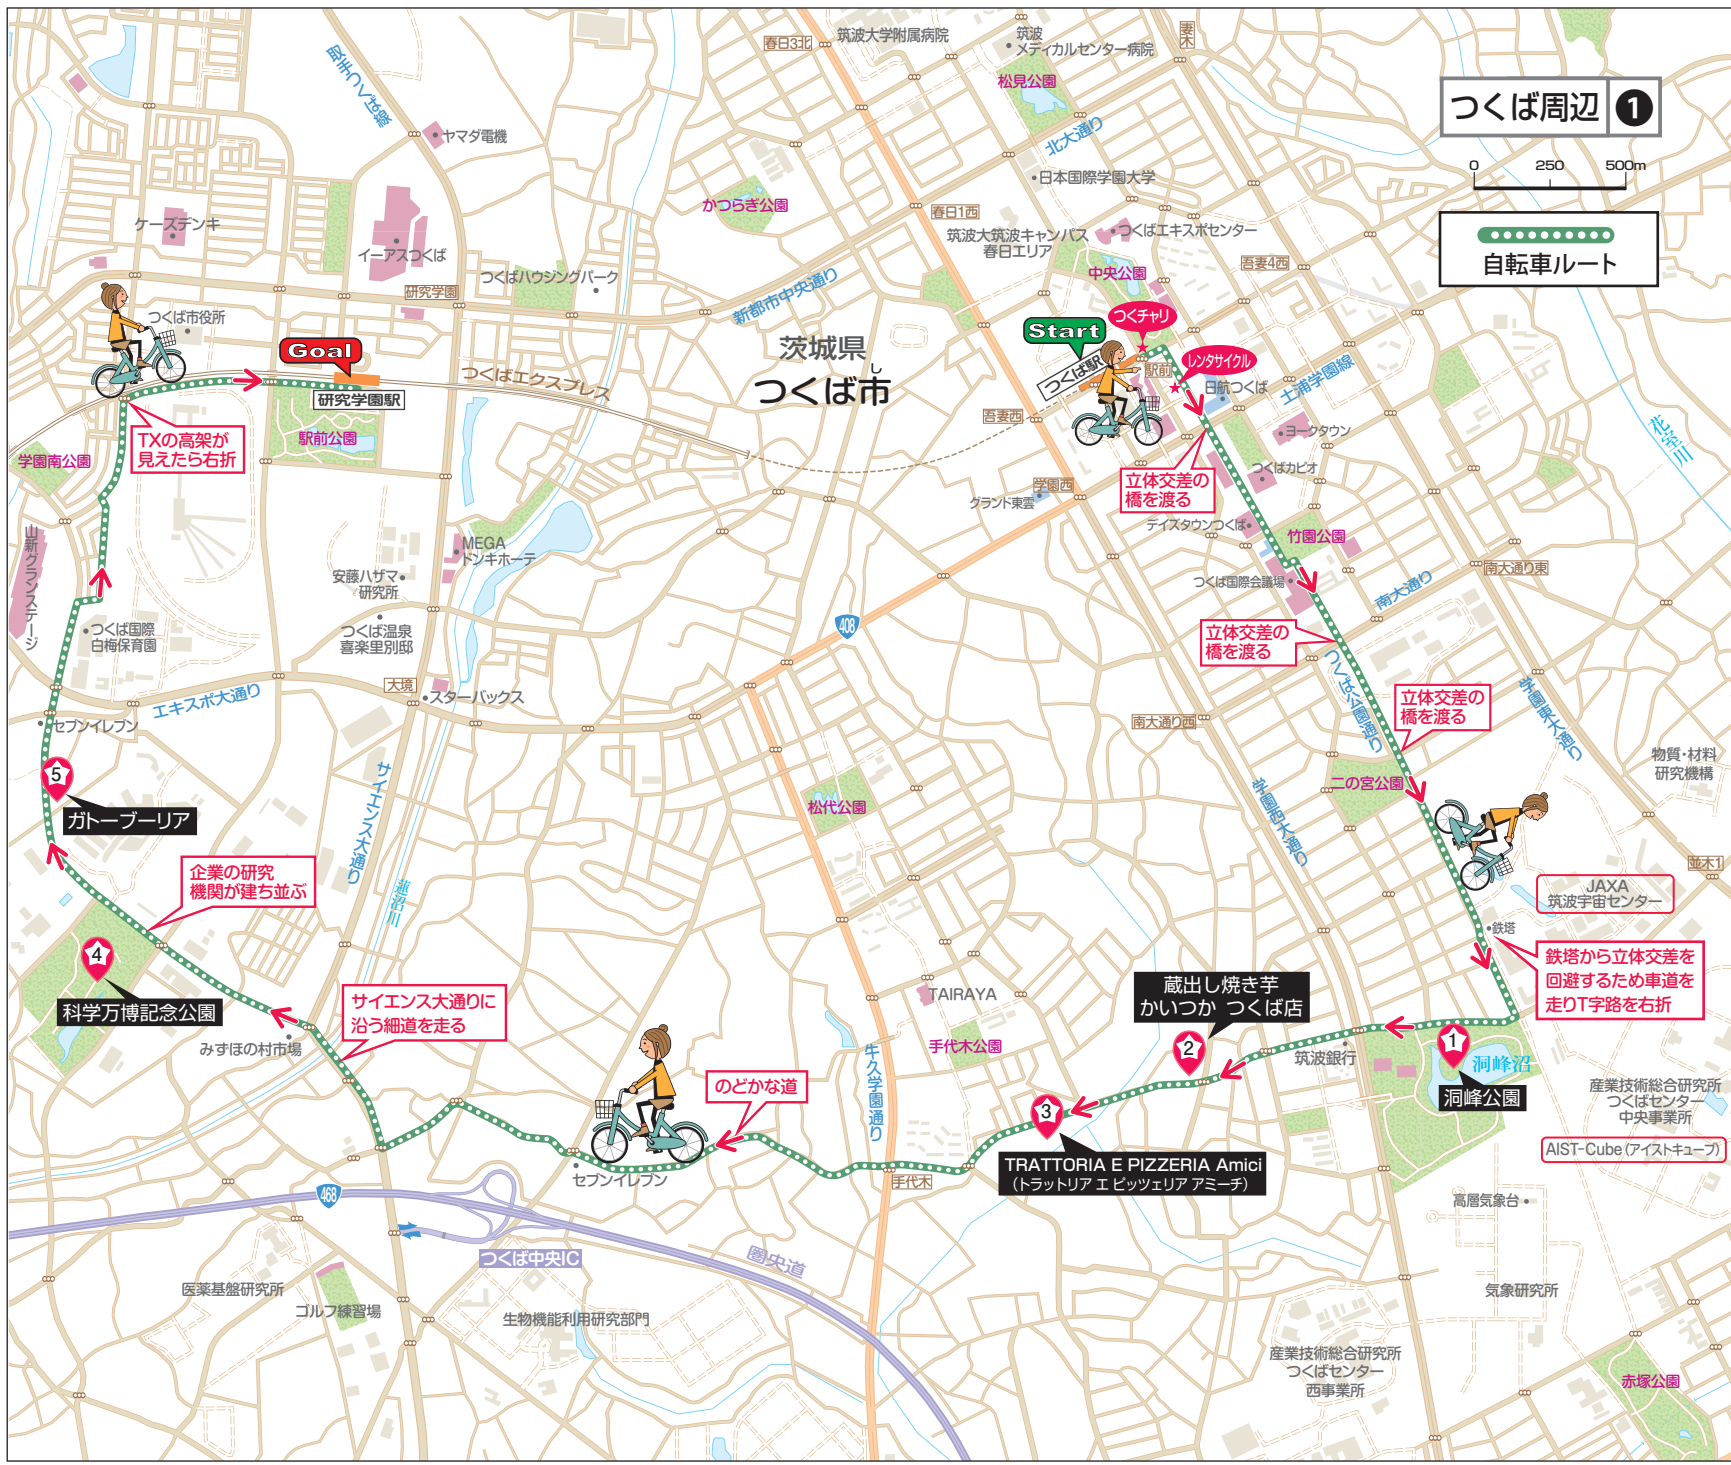 つくば周辺 ❶
0 250 500m
自転車ルート
春日3北
筑波大学附属病院
筑波
メディカルセンター病院
妻木
松見公園
北大通り
取手つくば線
ヤマダ電機
日本国際学園大学
かつらぎ公園
春日1西
筑波大筑波キャンパス
春日エリア
つくばエキスポセンター
中央公園
吾妻4西
ケーズデンキ
イーアスつくば
つくばハウジングパーク
研究学園
新都市中央通り
つくば市役所
Goal
研究学園駅
つくばエクスプレス
茨城県
つくば市
し
Start
つくチャリ
レンタサイクル
つくば駅
駅前
日航つくば
土浦学園線
花室川
吾妻西
ヨークタウン
つくばカピオ
立体交差の
橋を渡る
学園西
グランド東雲
デイズタウンつくば
竹園公園
つくば国際会議場
南大通り東
南大通り
TXの高架が
見えたら右折
駅前公園
学園南公園
山新グランステージ
MEGA
ドンキホーテ
安藤ハザマ
研究所
つくば温泉
喜楽里別邸
つくば国際
白梅保育園
408
立体交差の
橋を渡る
つくば公園通り
立体交差の
橋を渡る
学園東大通り
大境
スターバックス
エキスポ大通り
セブンイレブン
南大通り西
物質・材料
研究機構
二の宮公園
学園西大通り
松代公園
サイエンス大通り
5
ガトーブーリア
企業の研究
機関が建ち並ぶ
蓮沼川
並木1
JAXA
筑波宇宙センター
鉄塔
鉄塔から立体交差を
回避するため車道を
走りT字路を右折
4
科学万博記念公園
サイエンス大通りに
沿う細道を走る
みずほの村市場
TAIRAYA
手代木公園
蔵出し焼き芋
かいつか つくば店
2
筑波銀行
1
洞峰沼
洞峰公園
産業技術総合研究所
つくばセンター
中央事業所
AIST-Cube(アイストキューブ)
のどかな道
牛久学園通り
3
TRATTORIA E PIZZERIA Amici
(トラットリア エ ピッツェリア アミーチ)
手代木
セブンイレブン
468
つくば中央IC
圏央道
高層気象台
気象研究所
医薬基盤研究所
ゴルフ練習場
生物機能利用研究部門
産業技術総合研究所
つくばセンター
西事業所
赤塚公園